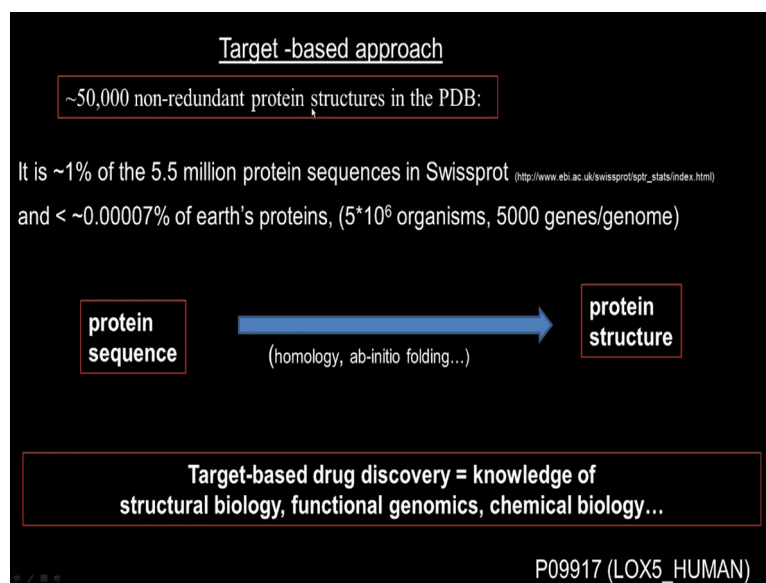 Target -based approach
~50,000 non-redundant protein structures in the PDB:
It is ~1% of the 5.5 million protein sequences in Swissprot (http://www.ebi.ac.uk/swissprot/sptr_stats/index.html)
and < ~0.00007% of earth's proteins, (5*10⁶ organisms, 5000 genes/genome)
protein
sequence
(homology, ab-initio folding...)
protein
structure
Target-based drug discovery = knowledge of
structural biology, functional genomics, chemical biology...
P09917 (LOX5_HUMAN)